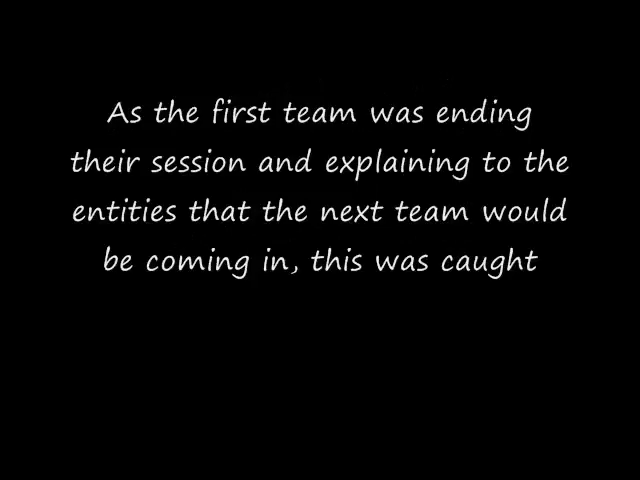 As the first team was ending
their session and explaining to the
entities that the next team would
be coming in, this was caught